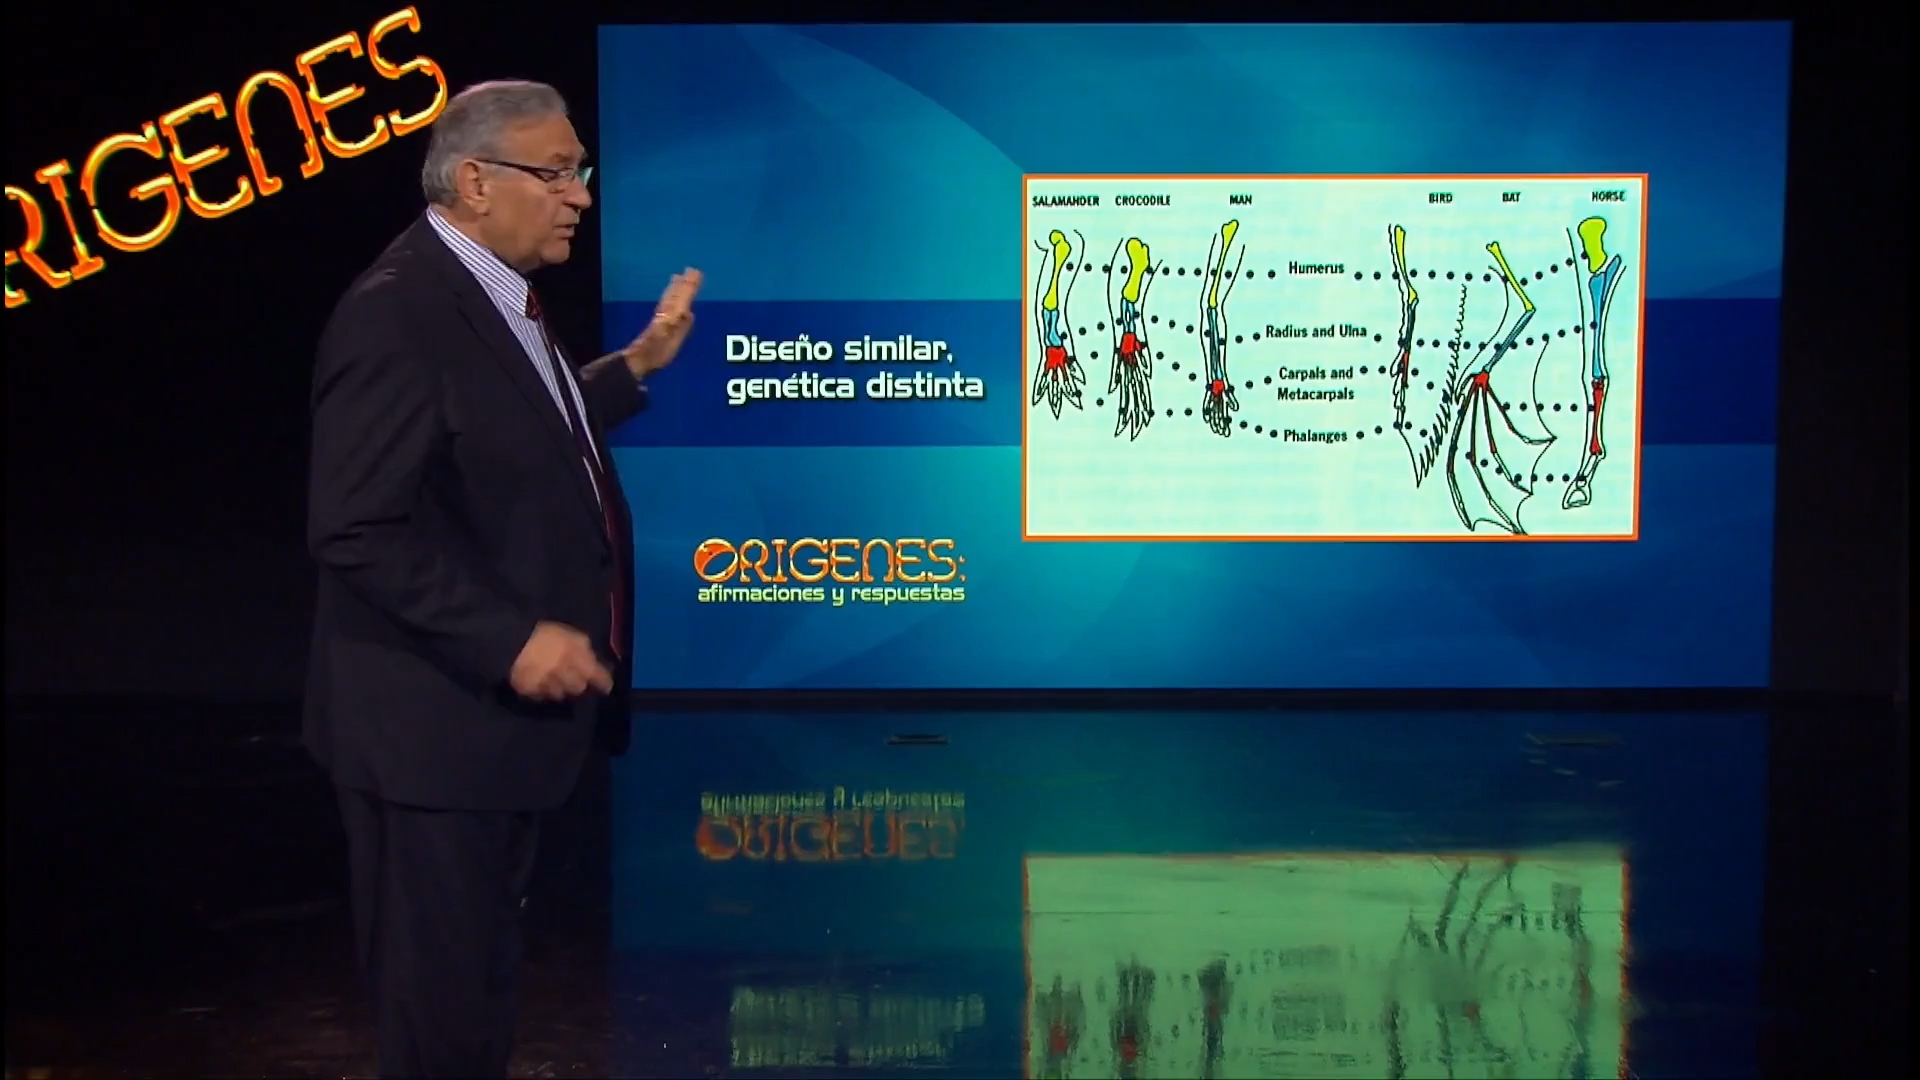 RIGENES
Diseño similar,
genética distinta
ORIGENES:
afirmaciones y respuestas
SALAMANDER CROCODILE MAN BIRD BAT HORSE
Humerus
Radius and Ulna
Carpals and
Metacarpals
Phalanges